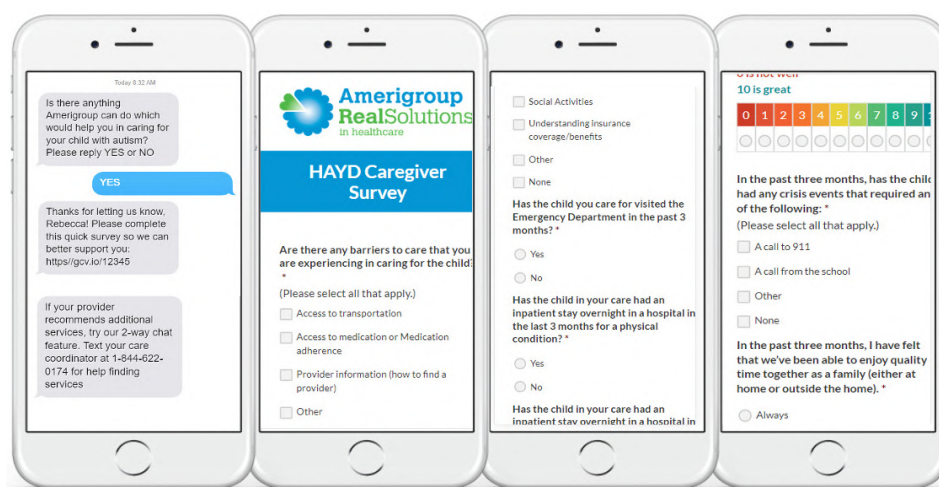 Today 8:32 AM
Is there anything
Amerigroup can do which
would help you in caring for
your child with autism?
Please reply YES or NO
YES
Thanks for letting us know,
Rebecca! Please complete
this quick survey so we can
better support you:
https//gcv.io/12345
If your provider
recommends additional
services, try our 2-way chat
feature. Text your care
coordinator at 1-844-622-
0174 for help finding
services
Amerigroup
RealSolutions
in healthcare
HAYD Caregiver
Survey
Are there any barriers to care that you
are experiencing in caring for the child?
*
(Please select all that apply.)
Access to transportation
Access to medication or Medication
adherence
Provider information (how to find a
provider)
Other
Social Activities
Understanding insurance
coverage/benefits
Other
None
Has the child you care for visited the
Emergency Department in the past 3
months? *
Yes
No
Has the child in your care had an
inpatient stay overnight in a hospital in
the last 3 months for a physical
condition? *
Yes
No
Has the child in your care had an
inpatient stay overnight in a hospital in
0 is not well
10 is great
0 1 2 3 4 5 6 7 8 9 1
In the past three months, has the child
had any crisis events that required an
of the following: *
(Please select all that apply.)
A call to 911
A call from the school
Other
None
In the past three months, I have felt
that we've been able to enjoy quality
time together as a family (either at
home or outside the home). *
Always